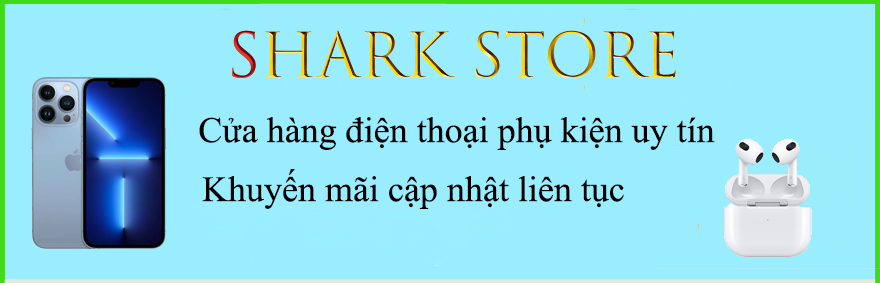 SHARK STORE
Cửa hàng điện thoại phụ kiện uy tín
Khuyến mãi cập nhật liên tục